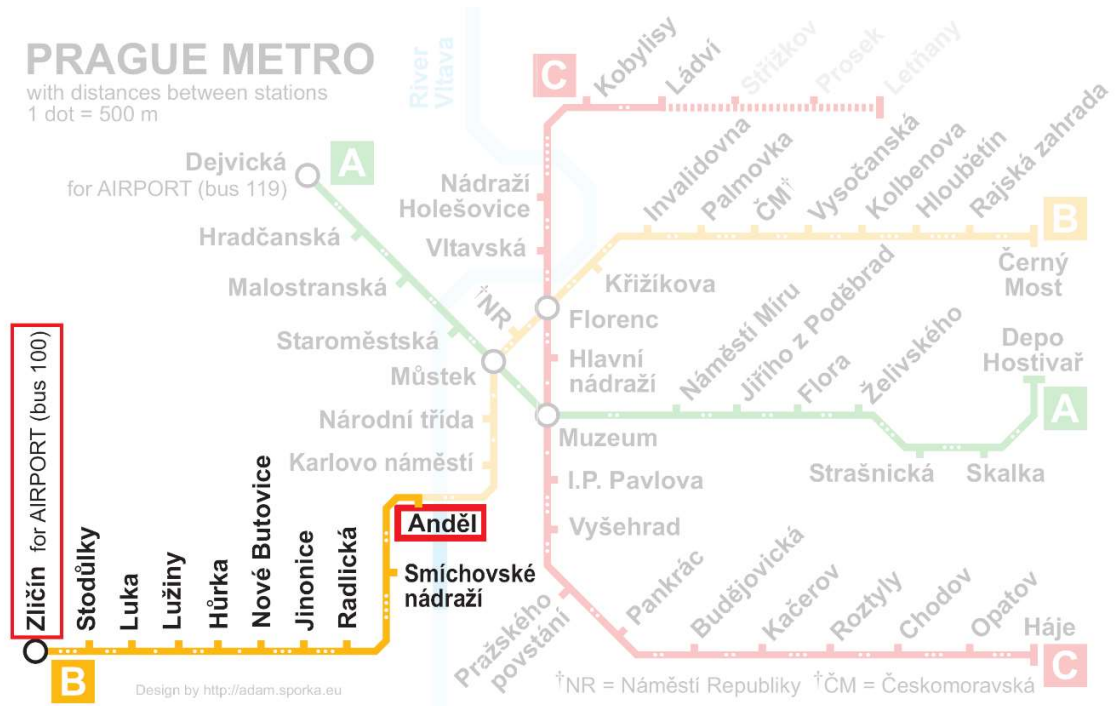 PRAGUE METRO
with distances between stations
1 dot = 500 m
River
Vltava
C
Kobylisy
Ládví
Střížkov
Prosek
Letňany
Dejvická
for AIRPORT (bus 119)
A
Hradčanská
Malostranská
Staroměstská
Můstek
Národní třída
Karlovo náměstí
Nádraží
Holešovice
Vltavská
†NR
Florenc
Křižíkova
Invalidovna
Palmovka
ČM†
Vysočanská
Kolbenova
Hloubětín
Rajská zahrada
B
Černý
Most
Hlavní
nádraží
Muzeum
Náměstí Míru
Jiřího z Poděbrad
Flora
Želivského
Strašnická
Skalka
Depo
Hostivař
A
I.P. Pavlova
Vyšehrad
Pražského
povstání
Pankrác
Budějovická
Kačerov
Roztyly
Chodov
Opatov
Háje
C
Zličín for AIRPORT (bus 100)
Stodůlky
Luka
Lužiny
Hůrka
Nové Butovice
Jinonice
Radlická
Anděl
Smíchovské
nádraží
B
Design by http://adam.sporka.eu
†NR = Náměstí Republiky †ČM = Českomoravská